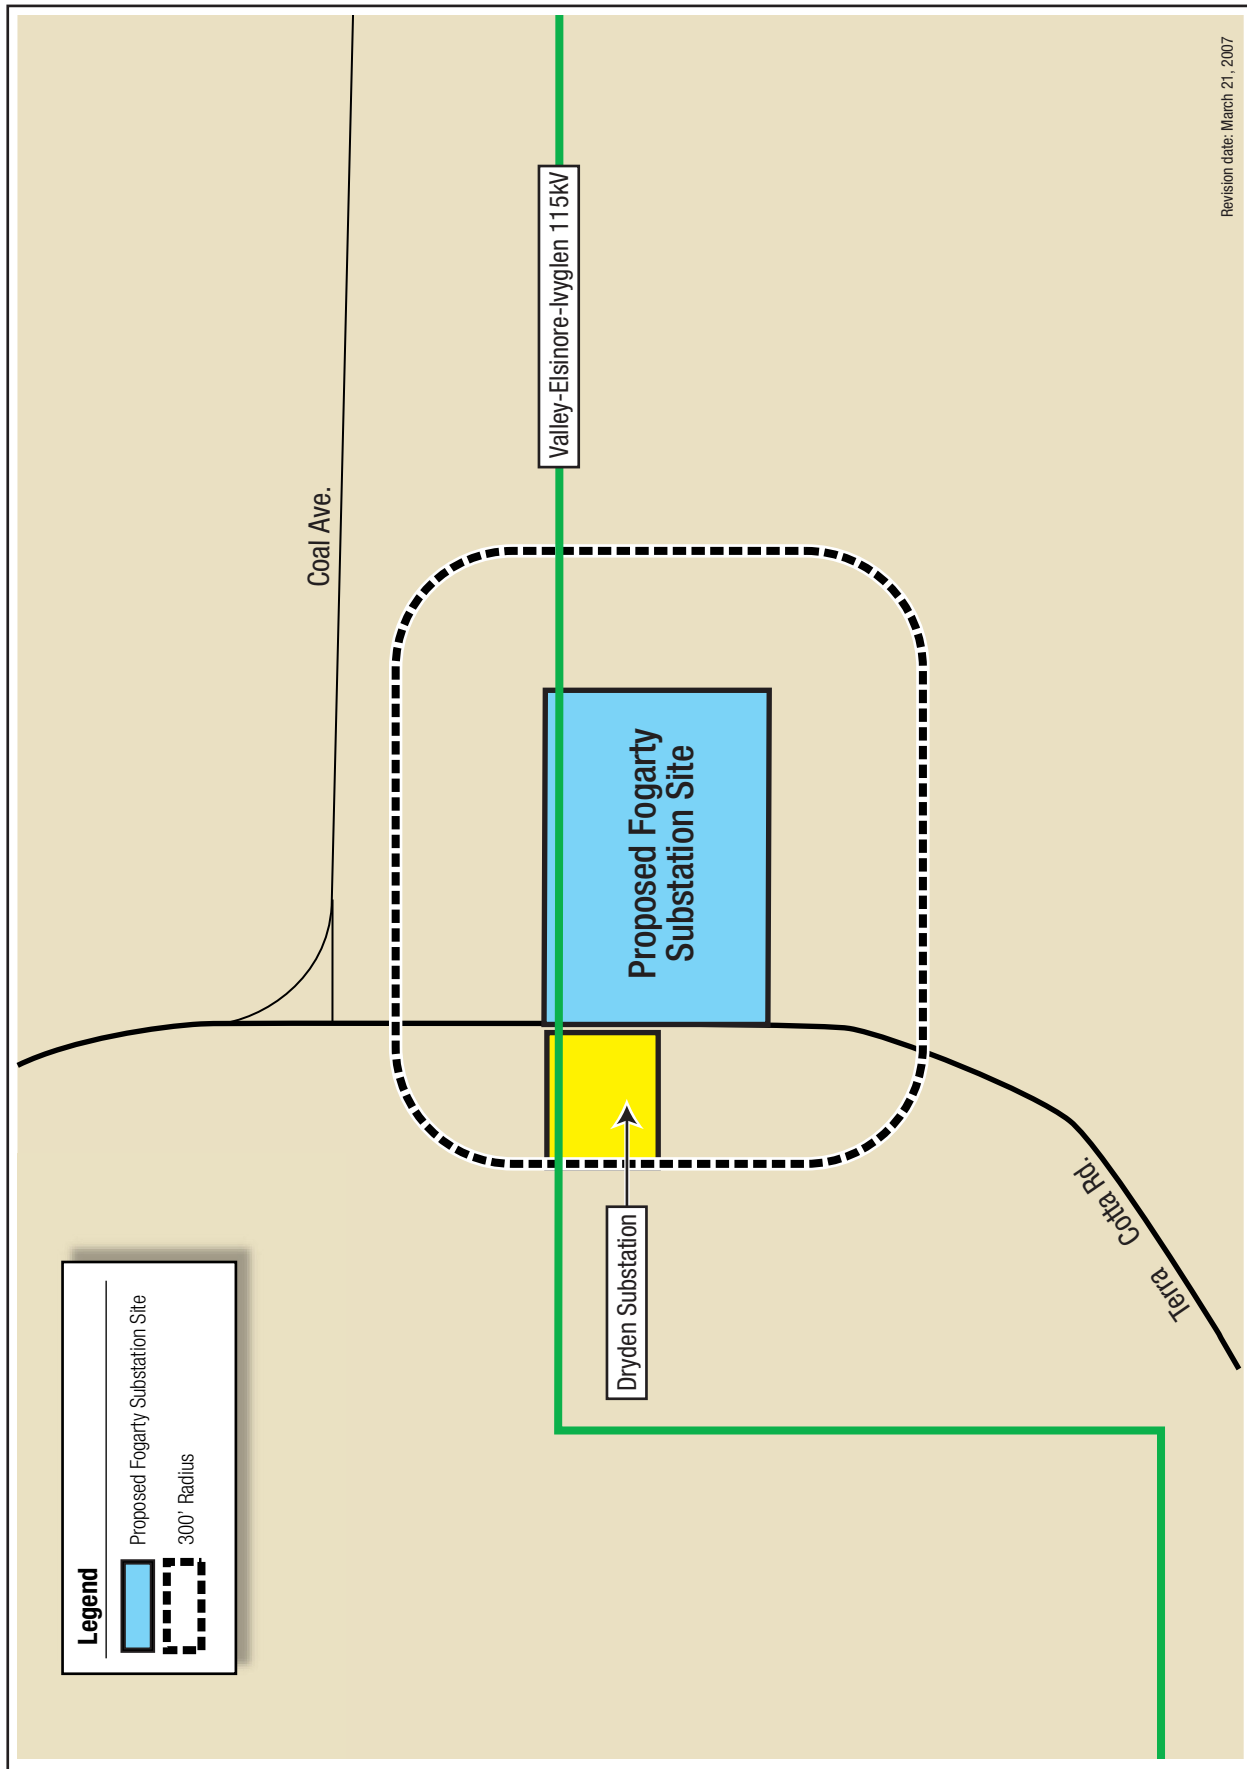 Legend
Proposed Fogarty Substation Site
300' Radius
Coal Ave.
Valley-Elsinore-Ivyglen 115kV
Proposed Fogarty
Substation Site
Dryden Substation
Terra Cotta Rd.
Revision date: March 21, 2007